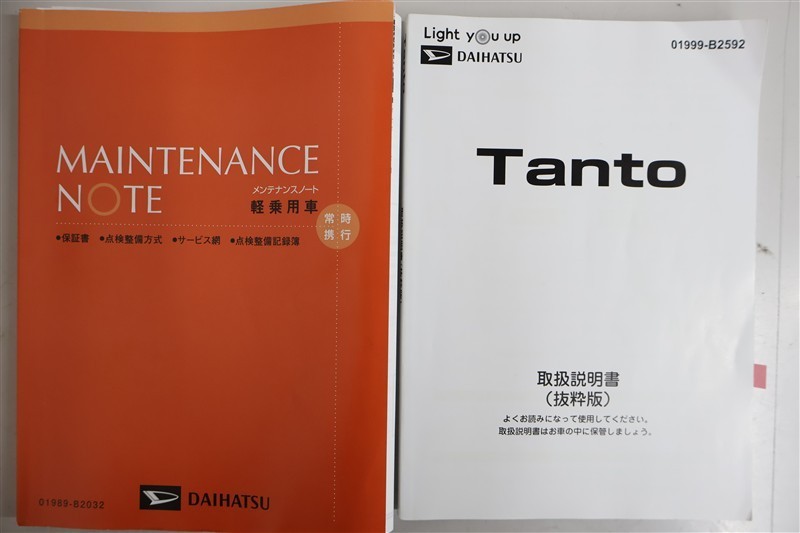 MAINTENANCE
NOTE
メンテナンスノート
軽乗用車
常時
携行
●保証書 ●点検整備方式 ●サービス網 ●点検整備記録簿
01989-B2032
DAIHATSU
Light you up
DAIHATSU
01999-B2592
Tanto
取扱説明書
（抜粋版）
よくお読みになって使用してください。
取扱説明書はお車の中に保管しましょう。